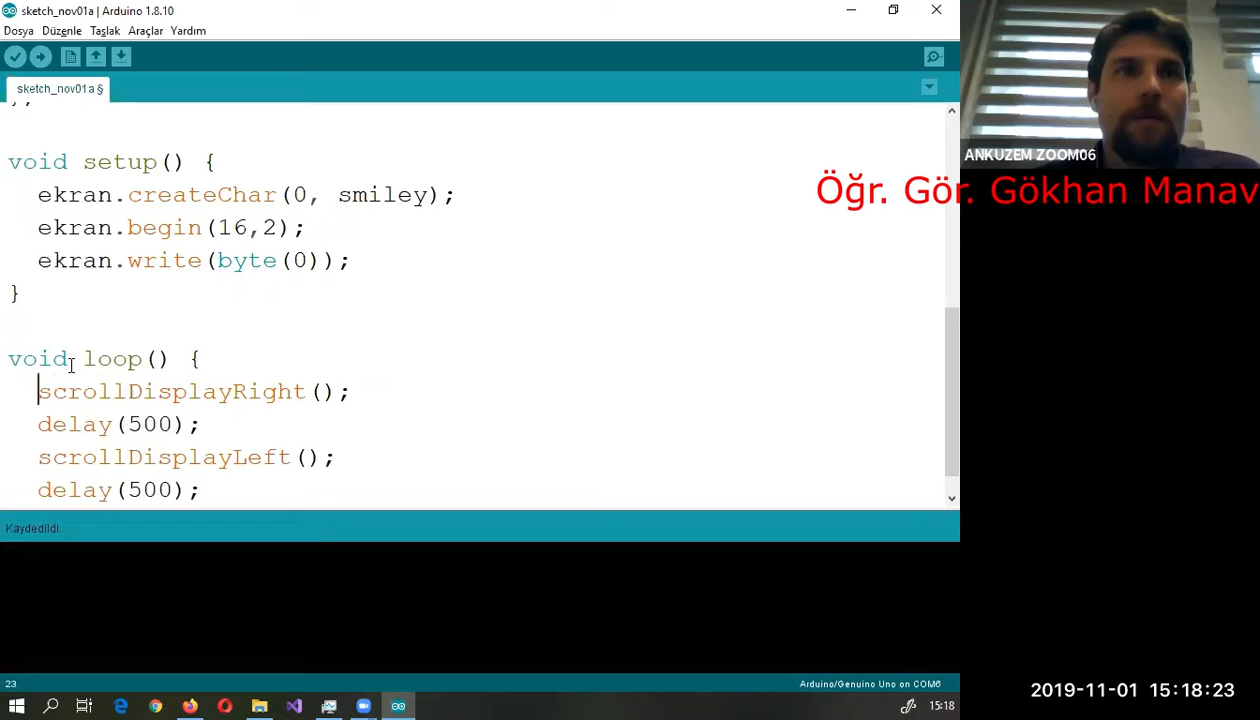 sketch_nov01a | Arduino 1.8.10
Dosya Düzenle Taslak Araçlar Yardım
sketch_nov01a §
void setup() {
ekran.createChar(0, smiley);
ekran.begin(16,2);
ekran.write(byte(0));
}
void loop() {
scrollDisplayRight();
delay(500);
scrollDisplayLeft();
delay(500);
Kaydedildi.
23
Arduino/Genuino Uno on COM6
15:18
ANKUZEM ZOOM06
Öğr. Gör. Gökhan Manav
2019-11-01 15:18:23